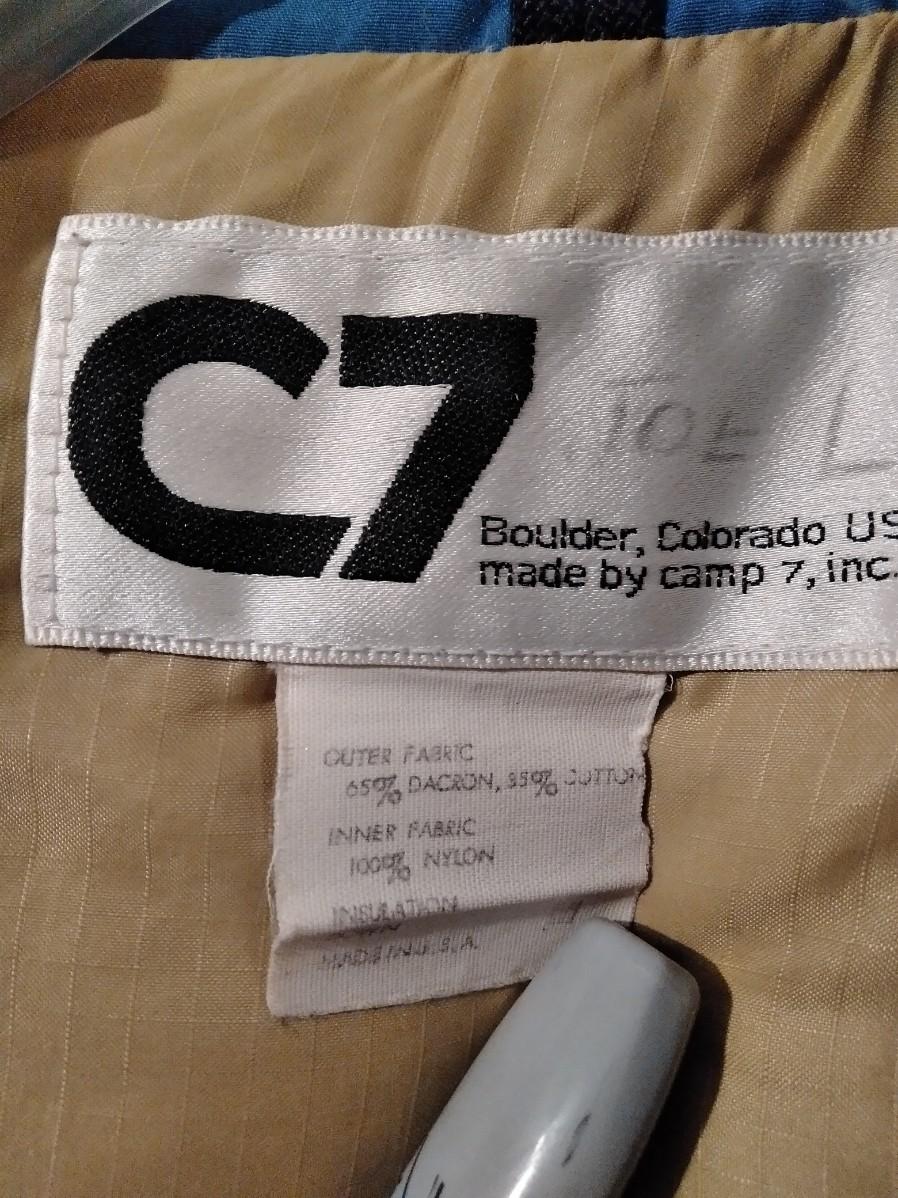 C7
JOE L
Boulder, Colorado US
made by camp 7, inc.
OUTER FABRIC
65% DACRON, 35% COTTON
INNER FABRIC
100% NYLON
INSULATION
MADE IN U.S.A.